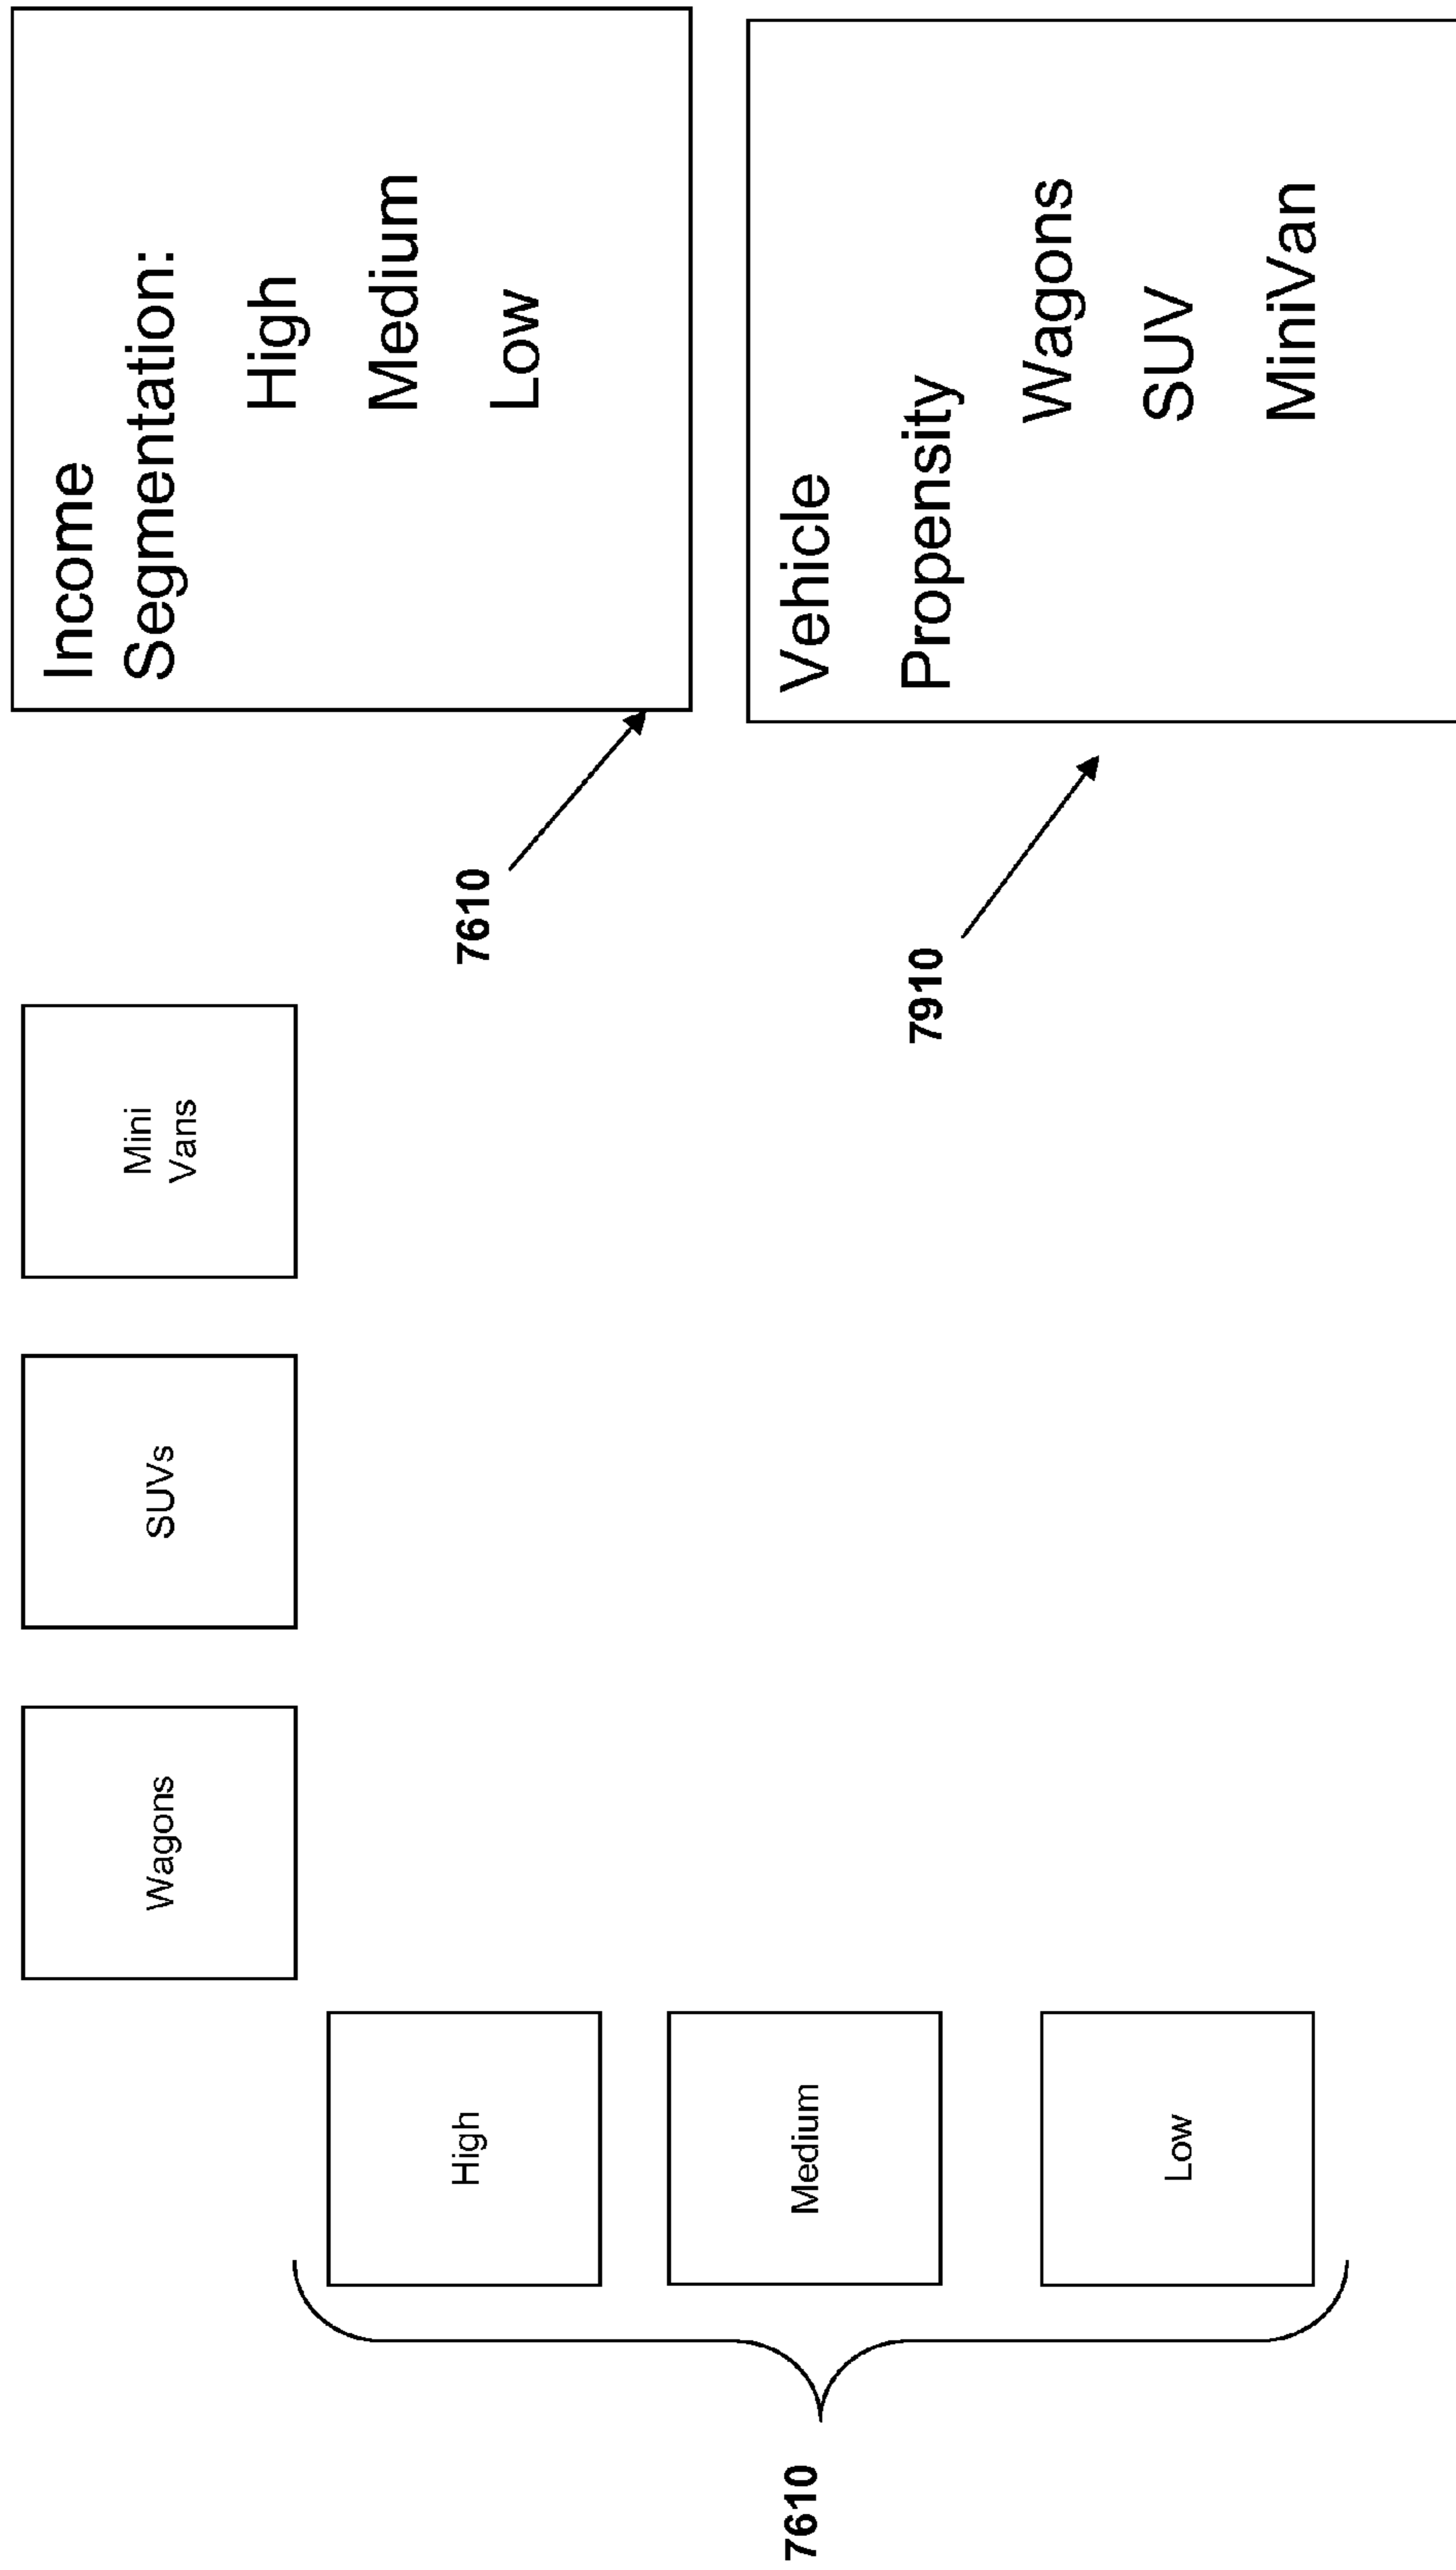 Wagons
SUVs
Mini
Vans
7610
High
Medium
Low
7610
Income
Segmentation:
High
Medium
Low
7910
Vehicle
Propensity
Wagons
SUV
MiniVan